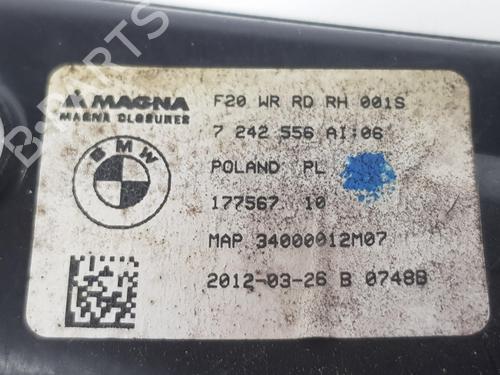 B-PARTS
MAGNA
MAGNA CLOSURES
BMW
F20 WR RD RH 001S
7 242 556 AI:06
POLAND PL
177567 10
MAP 34000012M07
2012-03-26 B 0748B